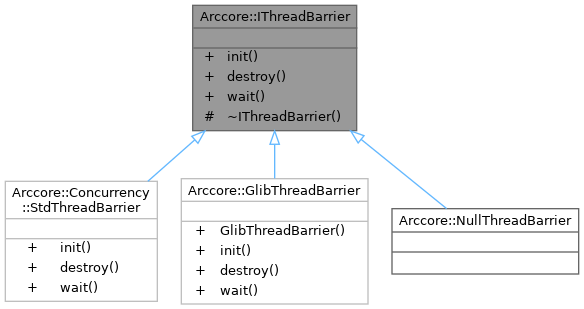 Arccore::IThreadBarrier
+ init()
+ destroy()
+ wait()
# ~IThreadBarrier()
Arccore::Concurrency
::StdThreadBarrier
+ init()
+ destroy()
+ wait()
Arccore::GlibThreadBarrier
+ GlibThreadBarrier()
+ init()
+ destroy()
+ wait()
Arccore::NullThreadBarrier